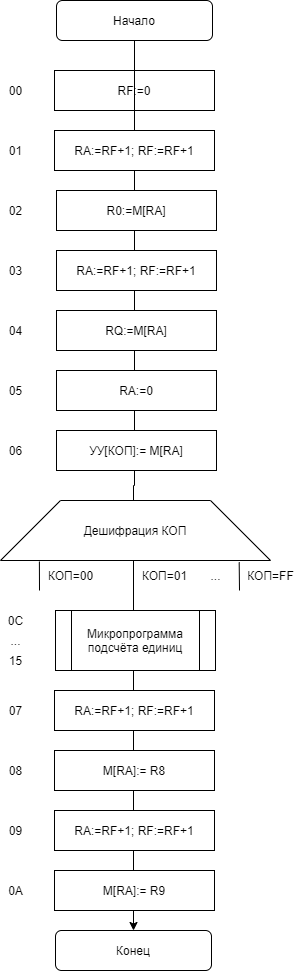 Начало
00
RF:=0
01
RA:=RF+1; RF:=RF+1
02
R0:=M[RA]
03
RA:=RF+1; RF:=RF+1
04
RQ:=M[RA]
05
RA:=0
06
УУ[КОП]:= M[RA]
Дешифрация КОП
КОП=00 КОП=01 ... КОП=FF
0C
...
15
Микропрограмма
подсчёта единиц
07
RA:=RF+1; RF:=RF+1
08
M[RA]:= R8
09
RA:=RF+1; RF:=RF+1
0A
M[RA]:= R9
Конец